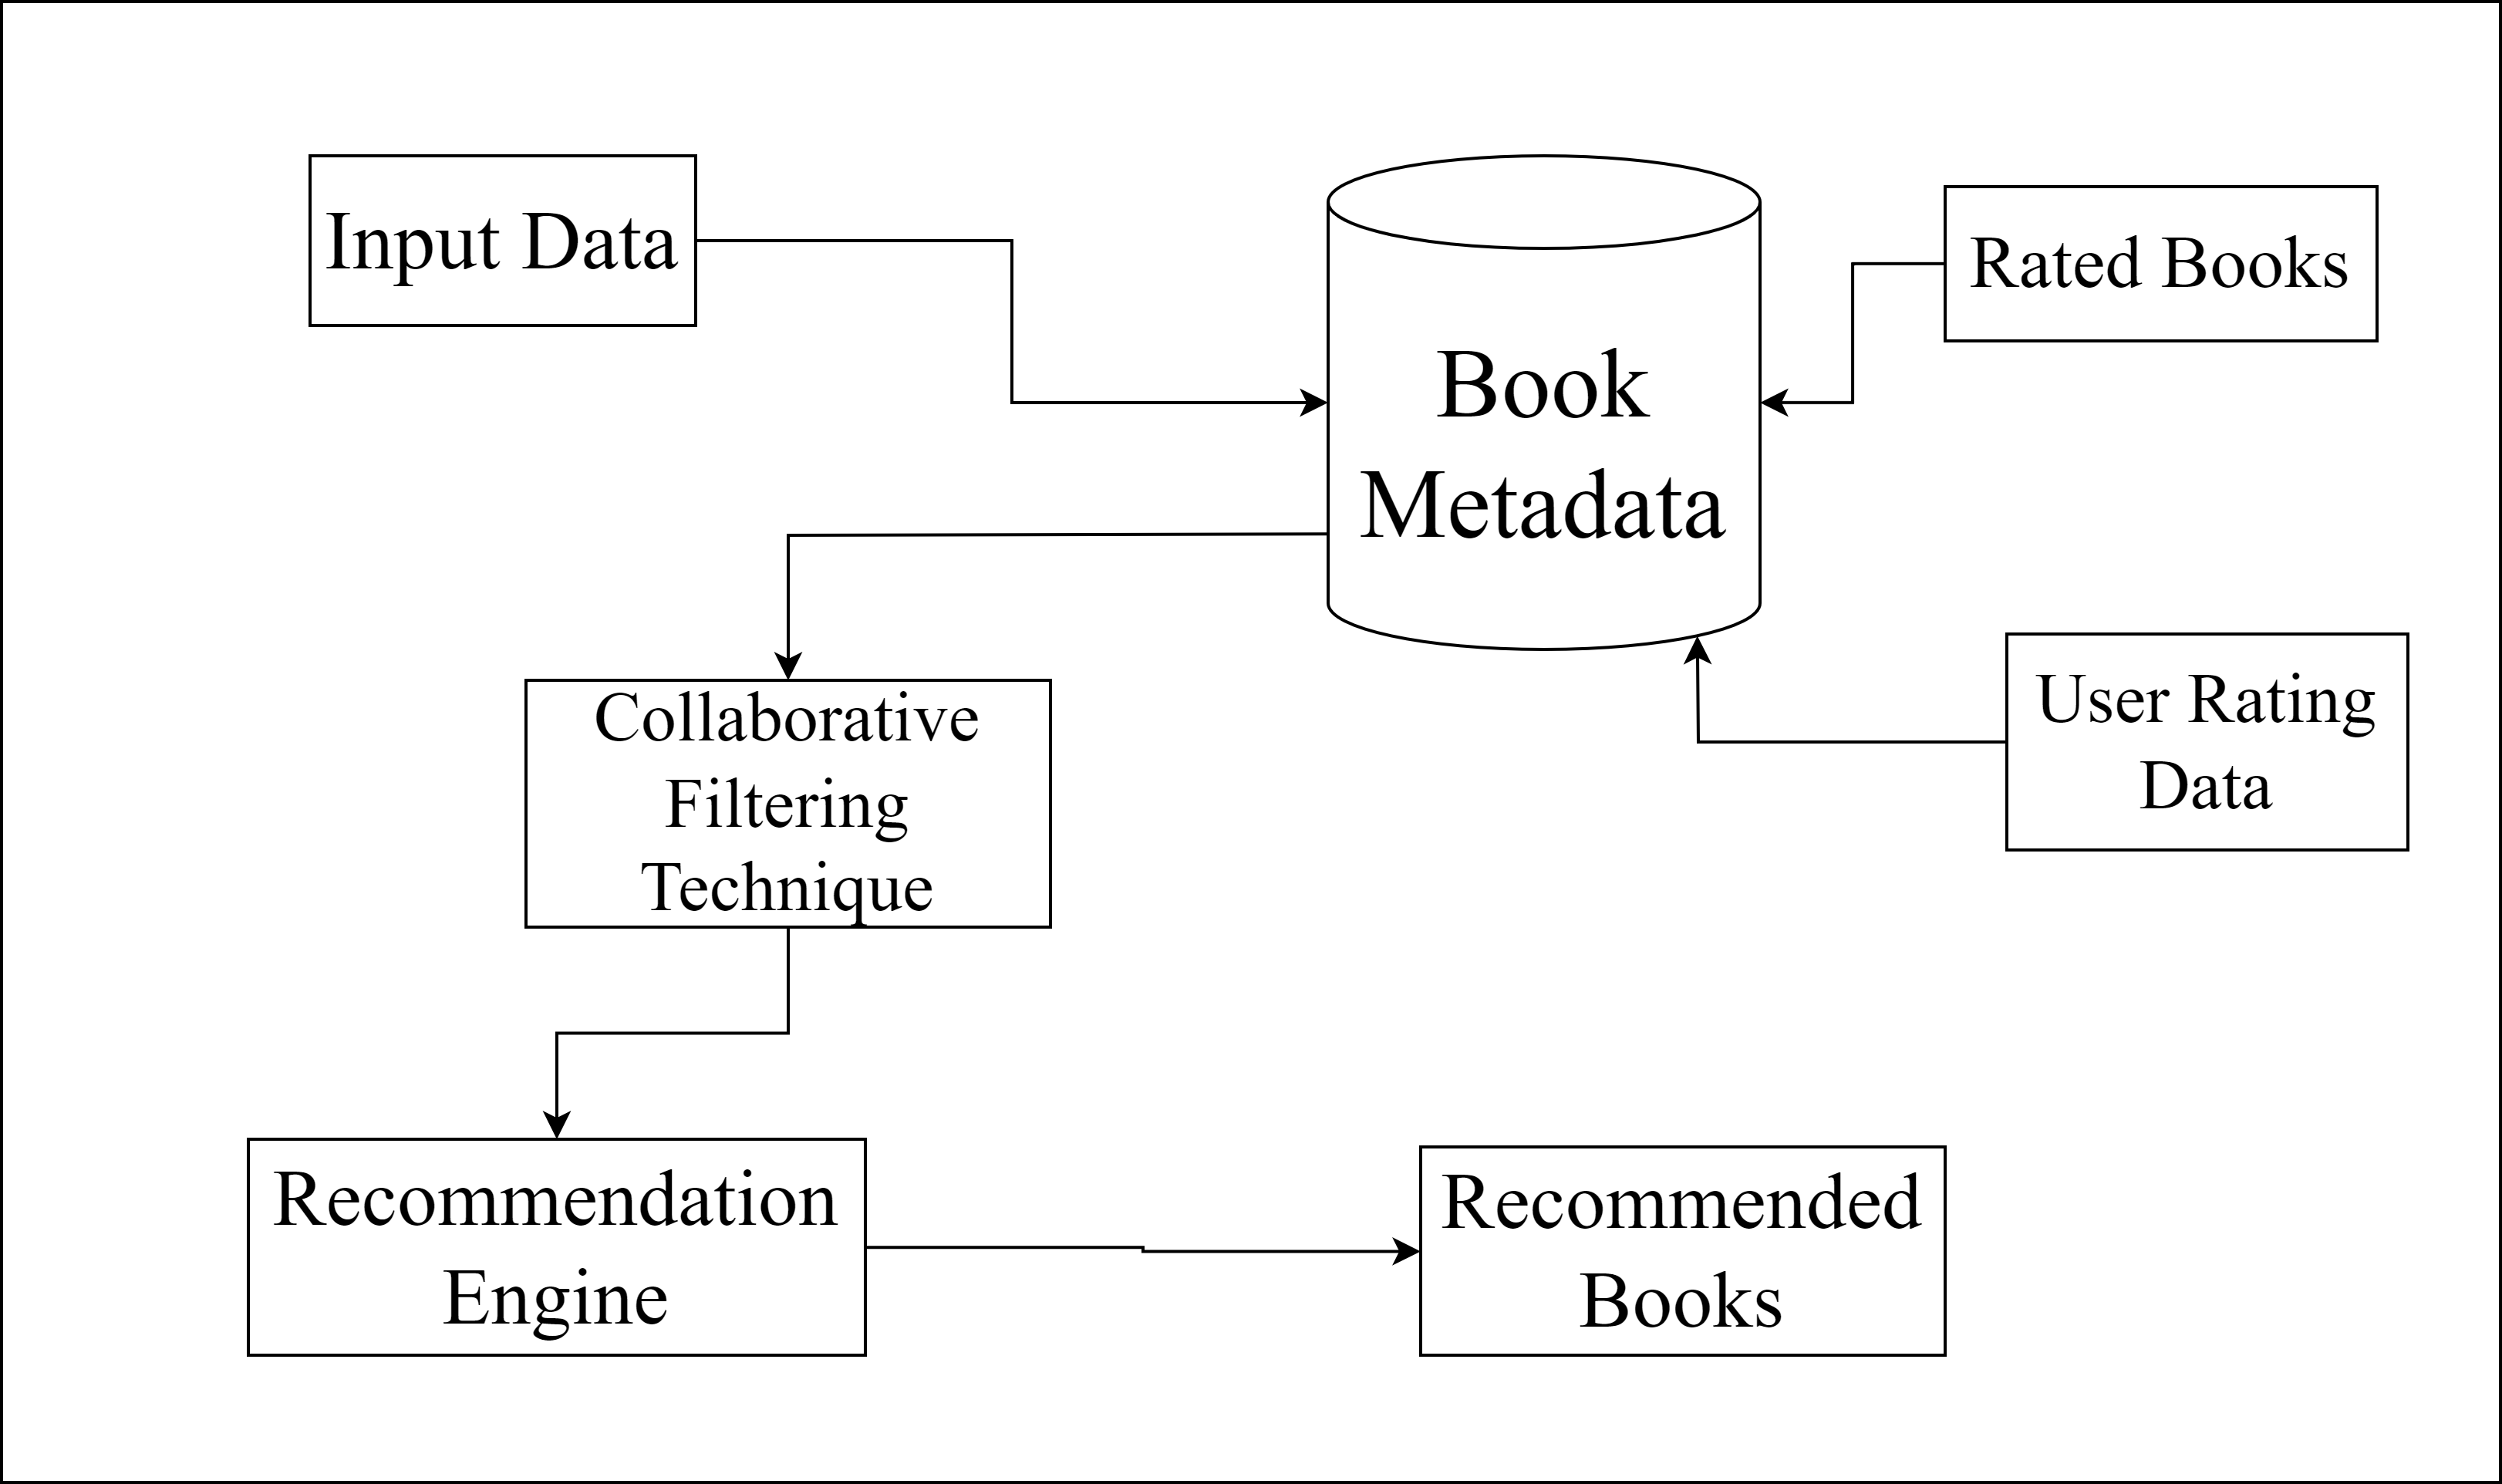 Input Data
Book
Metadata
Rated Books
User Rating
Data
Collaborative
Filtering
Technique
Recommendation
Engine
Recommended
Books